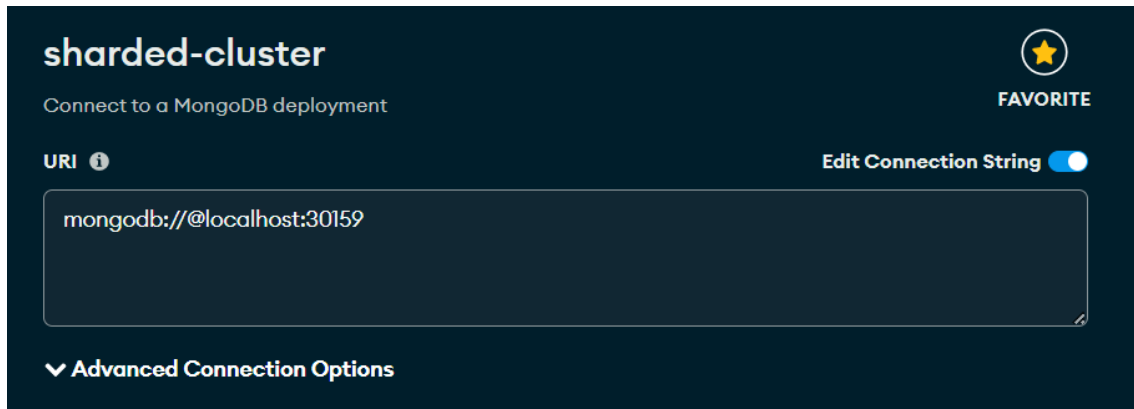 sharded-cluster
FAVORITE
Connect to a MongoDB deployment
URI
Edit Connection String
mongodb://@localhost:30159
Advanced Connection Options